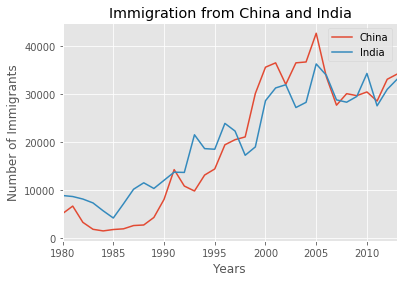 Immigration from China and India
China
India
Number of Immigrants
40000
30000
20000
10000
0
1980 1985 1990 1995 2000 2005 2010
Years